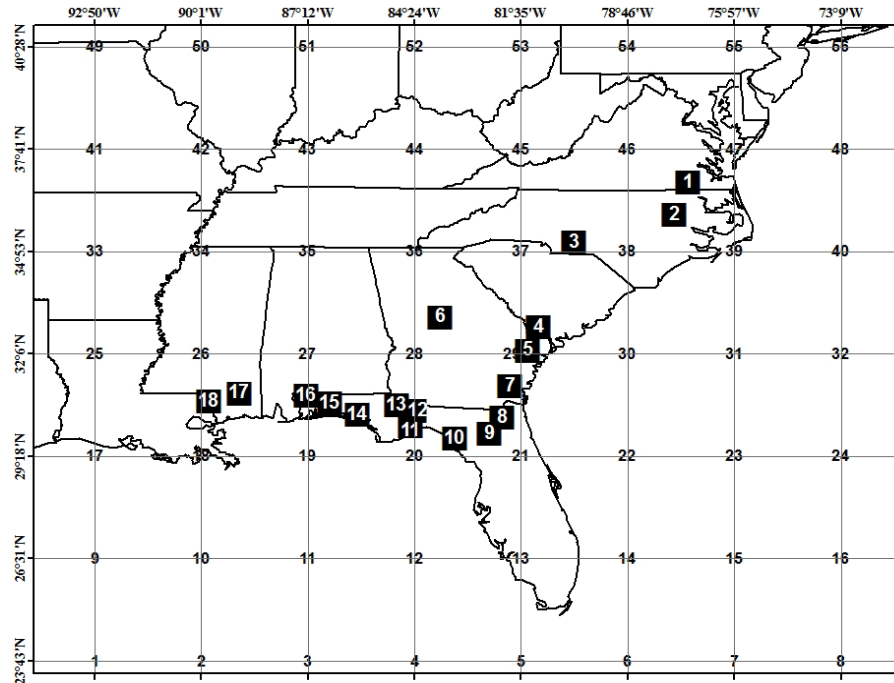 92°50'W 90°1'W 87°12'W 84°24'W 81°35'W 78°46'W 75°57'W 73°9'W
40°28'N 49 50 51 52 53 54 55 56
37°41'N 41 42 43 44 45 46 47 48
1
2
3
34°53'N 33 34 35 36 37 38 39 40
6
4
5
32°6'N 25 26 27 28 29 30 31 32
7
18 17 16 15 14 13 12 8
11 10 9
29°18'N 17 18 19 20 21 22 23 24
26°31'N 9 10 11 12 13 14 15 16
23°43'N 1 2 3 4 5 6 7 8